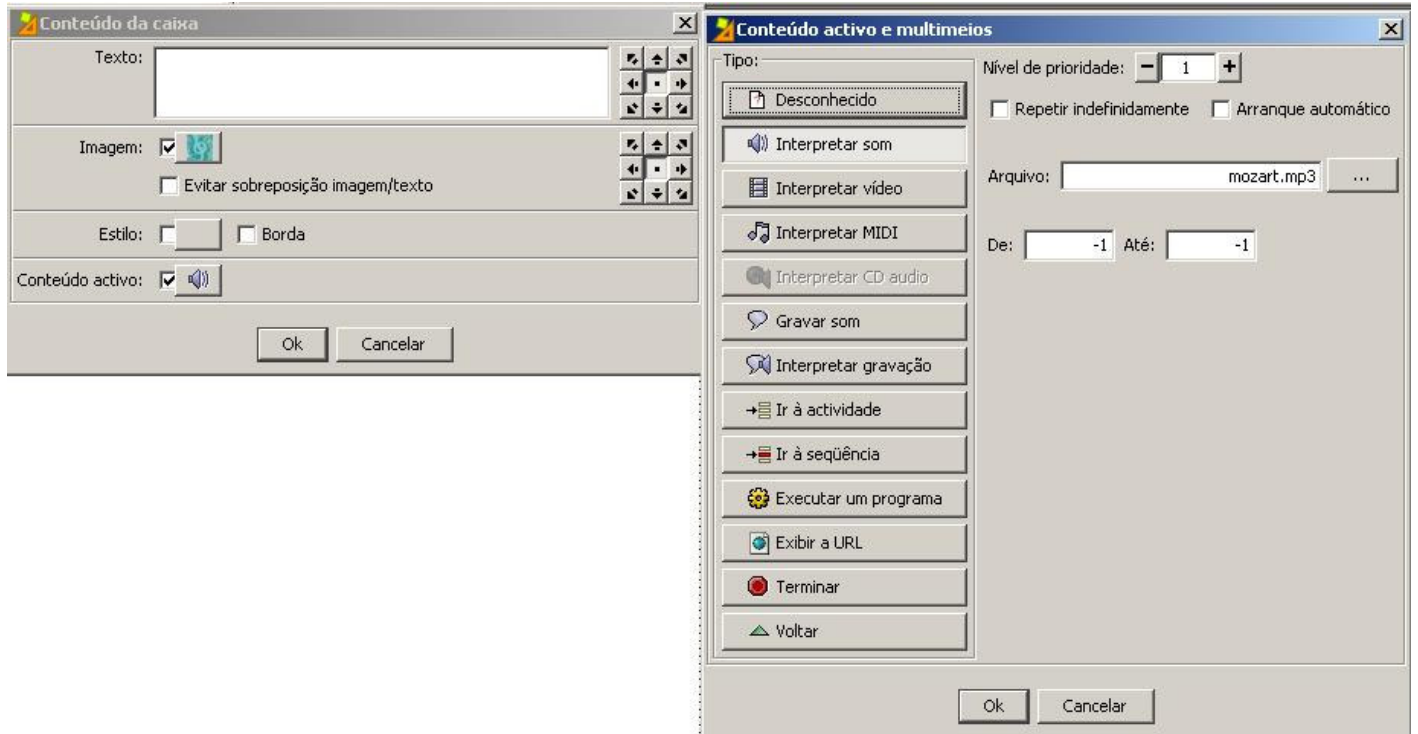 Conteúdo da caixa
Texto:
Imagem:
Evitar sobreposição imagem/texto
Estilo:
Borda
Conteúdo activo:
Ok
Cancelar
Conteúdo activo e multimeios
Tipo:
Desconhecido
Interpretar som
Interpretar vídeo
Interpretar MIDI
Interpretar CD audio
Gravar som
Interpretar gravação
Ir à actividade
Ir à seqüência
Executar um programa
Exibir a URL
Terminar
Voltar
Nível de prioridade: 1
Repetir indefinidamente
Arranque automático
Arquivo: mozart.mp3 ...
De: -1 Até: -1
Ok
Cancelar